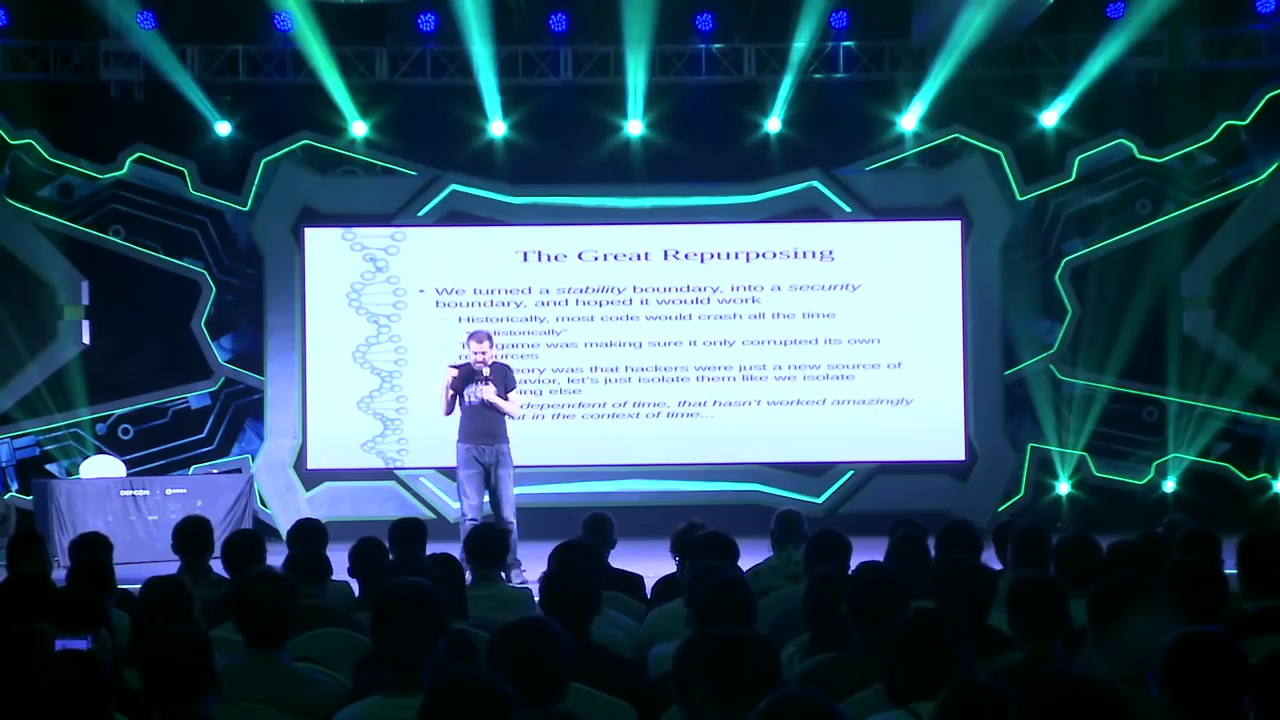 The Great Repurposing
• We turned a stability boundary, into a security
boundary, and hoped it would work
Historically, most code would crash all the time
"Historically"
game was making sure it only corrupted its own
resources
eory was that hackers were just a new source of
avior, let's just isolate them like we isolate
ing else
dependent of time, that hasn't worked amazingly
ut in the context of time...
DEFCON